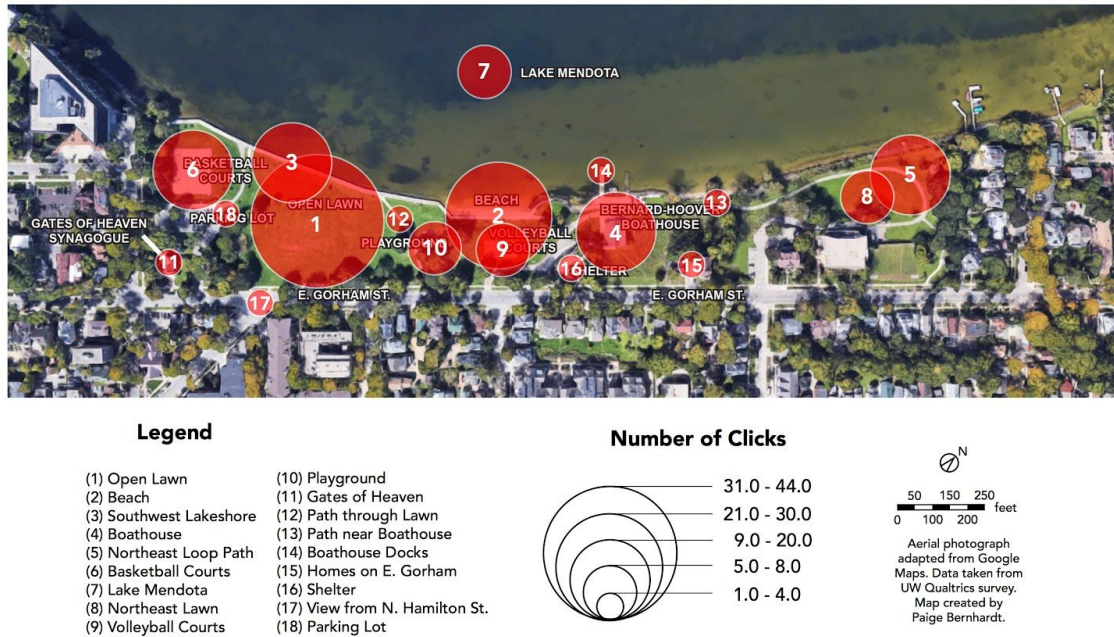 7 LAKE MENDOTA
14
3
6 BASKETBALL COURTS
5
8
13
OPEN LAWN
1
BEACH
2
12
PARKING LOT
18
BERNARD-HOOVER
BOATHOUSE
4
GATES OF HEAVEN
SYNAGOGUE
PLAYGROUND
10
VOLLEYBALL
COURTS
9
11
16
SHELTER
15
17
E. GORHAM ST.
E. GORHAM ST.
Legend
(1) Open Lawn
(2) Beach
(3) Southwest Lakeshore
(4) Boathouse
(5) Northeast Loop Path
(6) Basketball Courts
(7) Lake Mendota
(8) Northeast Lawn
(9) Volleyball Courts
(10) Playground
(11) Gates of Heaven
(12) Path through Lawn
(13) Path near Boathouse
(14) Boathouse Docks
(15) Homes on E. Gorham
(16) Shelter
(17) View from N. Hamilton St.
(18) Parking Lot
Number of Clicks
31.0 - 44.0
21.0 - 30.0
9.0 - 20.0
5.0 - 8.0
1.0 - 4.0
N
50 150 250
feet
0 100 200
Aerial photograph
adapted from Google
Maps. Data taken from
UW Qualtrics survey.
Map created by
Paige Bernhardt.